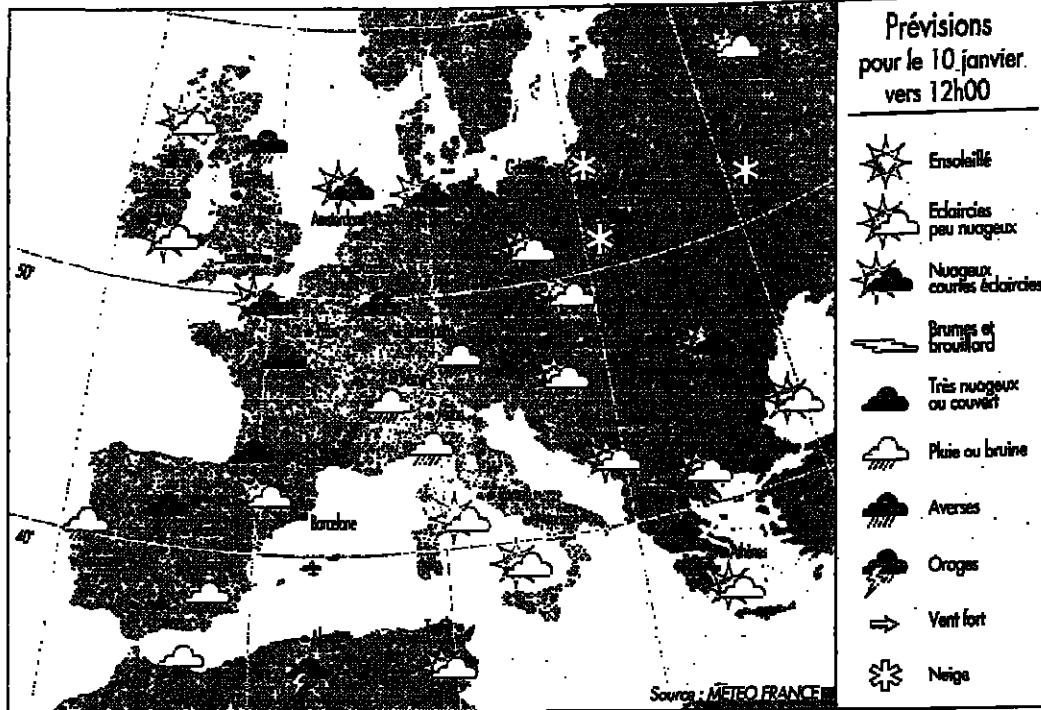 Prévisions
pour le 10 janvier
vers 12h00
Ensoleillé
Eclaircies
peu nuageux
Nuageux
courtes éclaircies
Brumes et
brouillard
Très nuageux
ou couvert
Pluie ou bruine
Averses
Orages
Vent fort
Neige
Amsterdam
50°
Barcelone
40°
Athènes
Source : METEO FRANCE